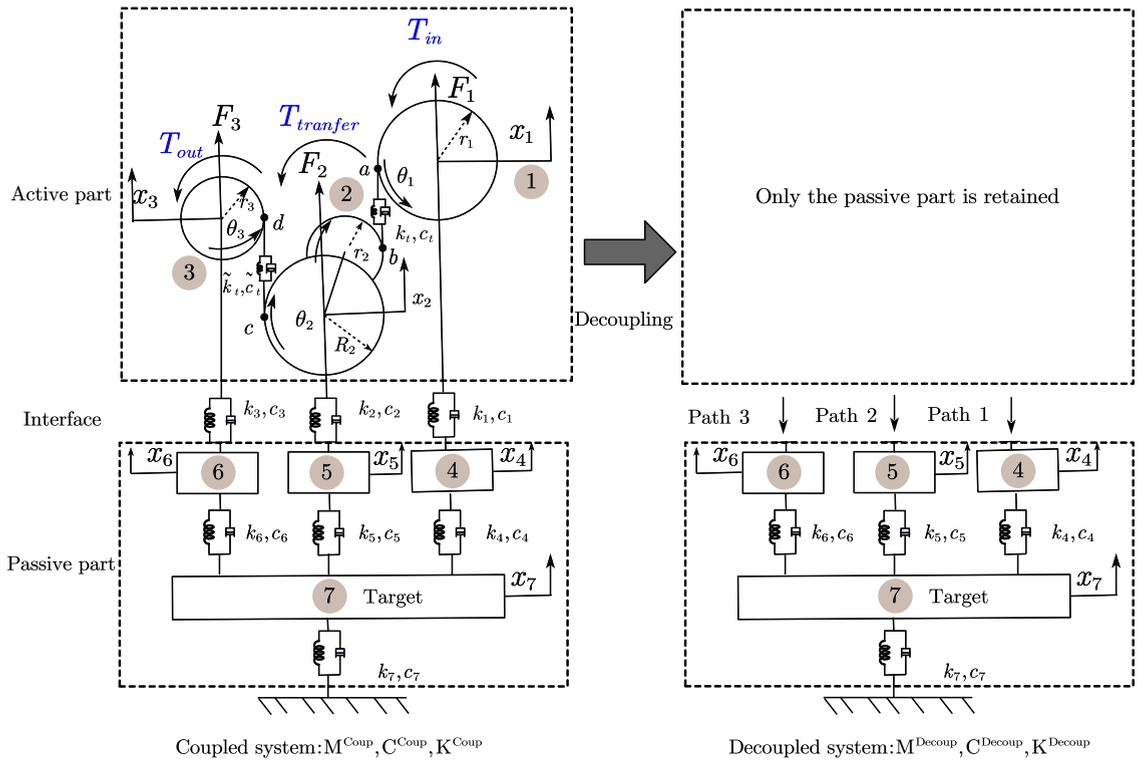 T_in
F_3
T_tranfer
F_1
x_1
r_1
T_out
F_2
a
θ_1
1
Active part
x_3
r_3
2
θ_3
d
k_t, c_t
r_2
b
3
k̃_t, c̃_t
x_2
c
θ_2
R_2
Only the passive part is retained
Decoupling
Interface
k_3, c_3
k_2, c_2
k_1, c_1
Path 3
Path 2
Path 1
x_6
6
5
x_5
4
x_4
x_6
6
5
x_5
4
x_4
k_6, c_6
k_5, c_5
k_4, c_4
k_6, c_6
k_5, c_5
k_4, c_4
Passive part
x_7
7 Target
x_7
7 Target
k_7, c_7
k_7, c_7
Coupled system:M^Coup,C^Coup,K^Coup
Decoupled system:M^Decoup,C^Decoup,K^Decoup